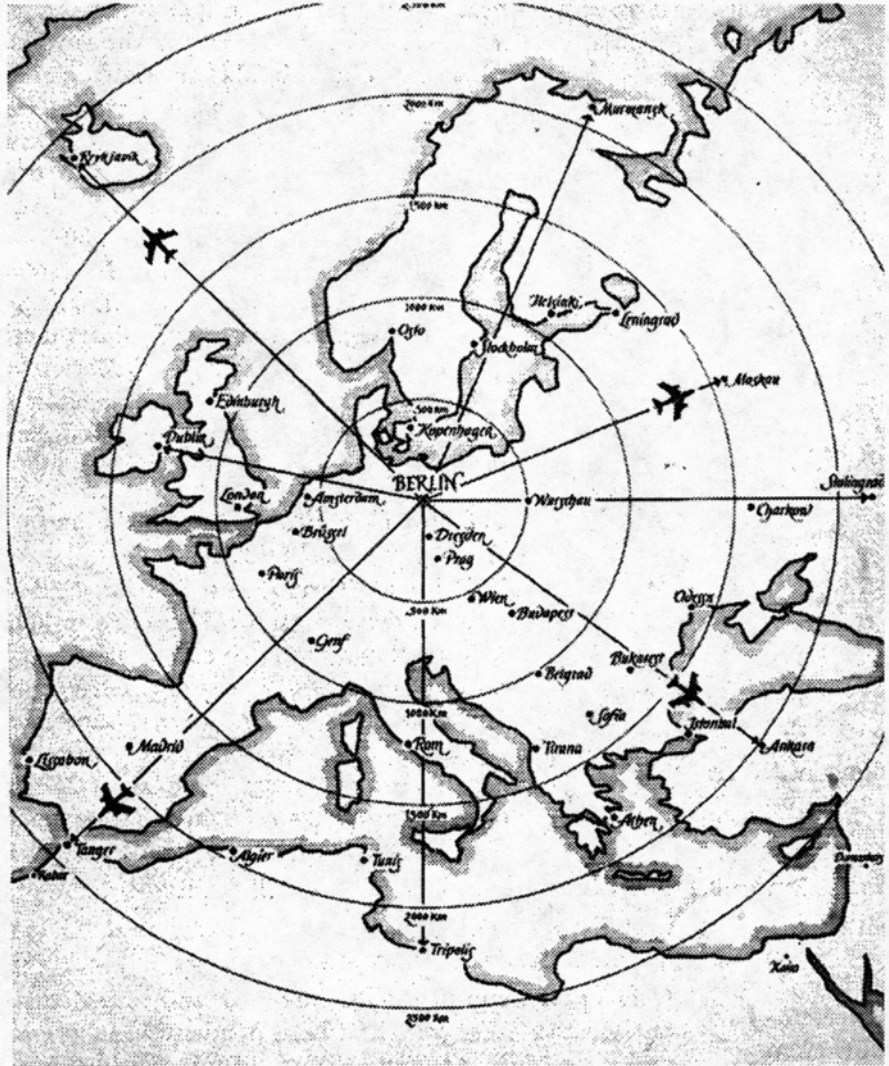 2500 Km
2000 Km
Murmansk
Reykjavik
1500 Km
Helsinki
Leningrad
1000 Km
Oslo
Stockholm
Moskau
Edinburgh
500 Km
Kopenhagen
Dublin
BERLIN
Stalingrad
London
Amsterdam
Warschau
Charkow
Brüssel
Dresden
Prag
Paris
Wien
Odessa
500 Km
Budapest
Genf
Bukarest
Belgrad
1000 Km
Sofia
Istanbul
Madrid
Rom
Tirana
Ankara
Lissabon
1500 Km
Athen
Tanger
Algier
Tunis
Damaskus
Rabat
2000 Km
Tripolis
Kairo
2500 Km